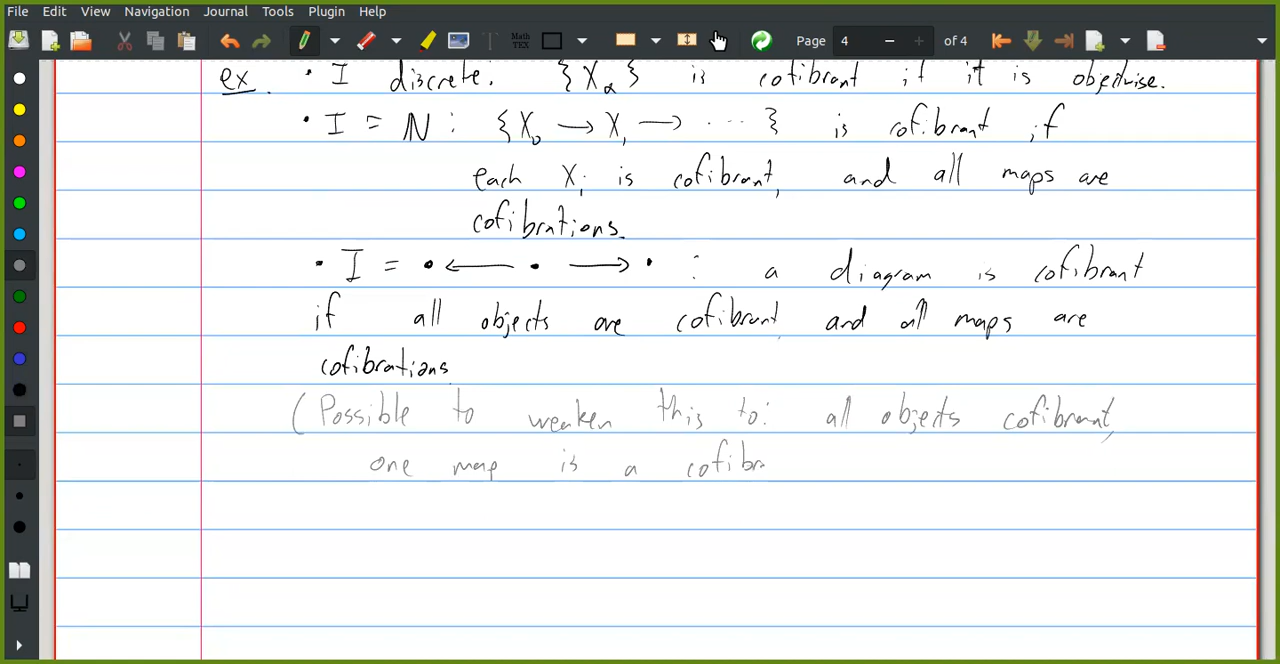 File Edit View Navigation Journal Tools Plugin Help
Math TEX Page 4 of 4
ex. • I discrete: {X_α} is cofibrant if it is objectwise.
• I = ℕ : {X_0 → X_1 → ···} is cofibrant if
each X_i is cofibrant, and all maps are
cofibrations.
• I = • ← • → • : a diagram is cofibrant
if all objects are cofibrant and all maps are
cofibrations.
(Possible to weaken this to: all objects cofibrant,
one map is a cofibra